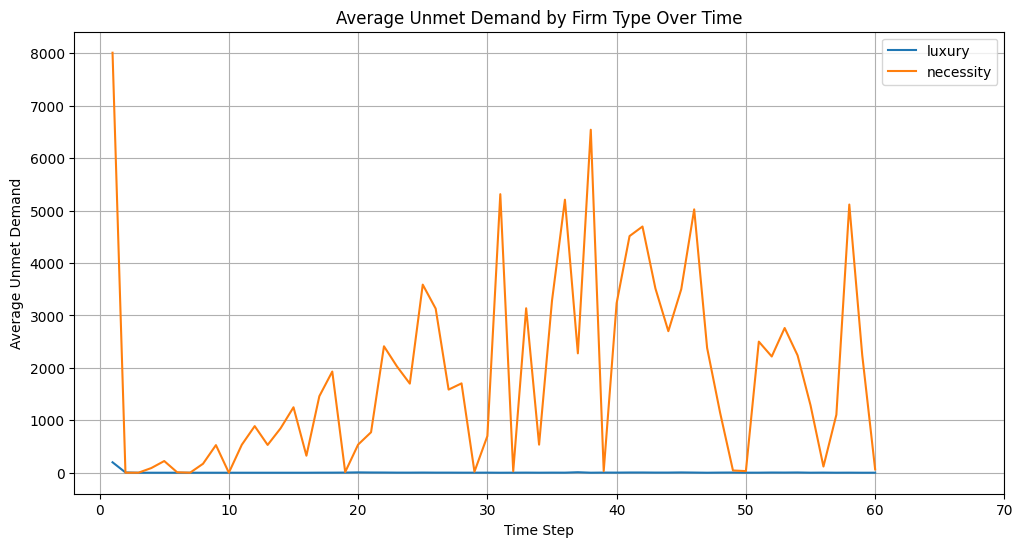 Average Unmet Demand by Firm Type Over Time
luxury
necessity
Average Unmet Demand
8000
7000
6000
5000
4000
3000
2000
1000
0
0 10 20 30 40 50 60 70
Time Step